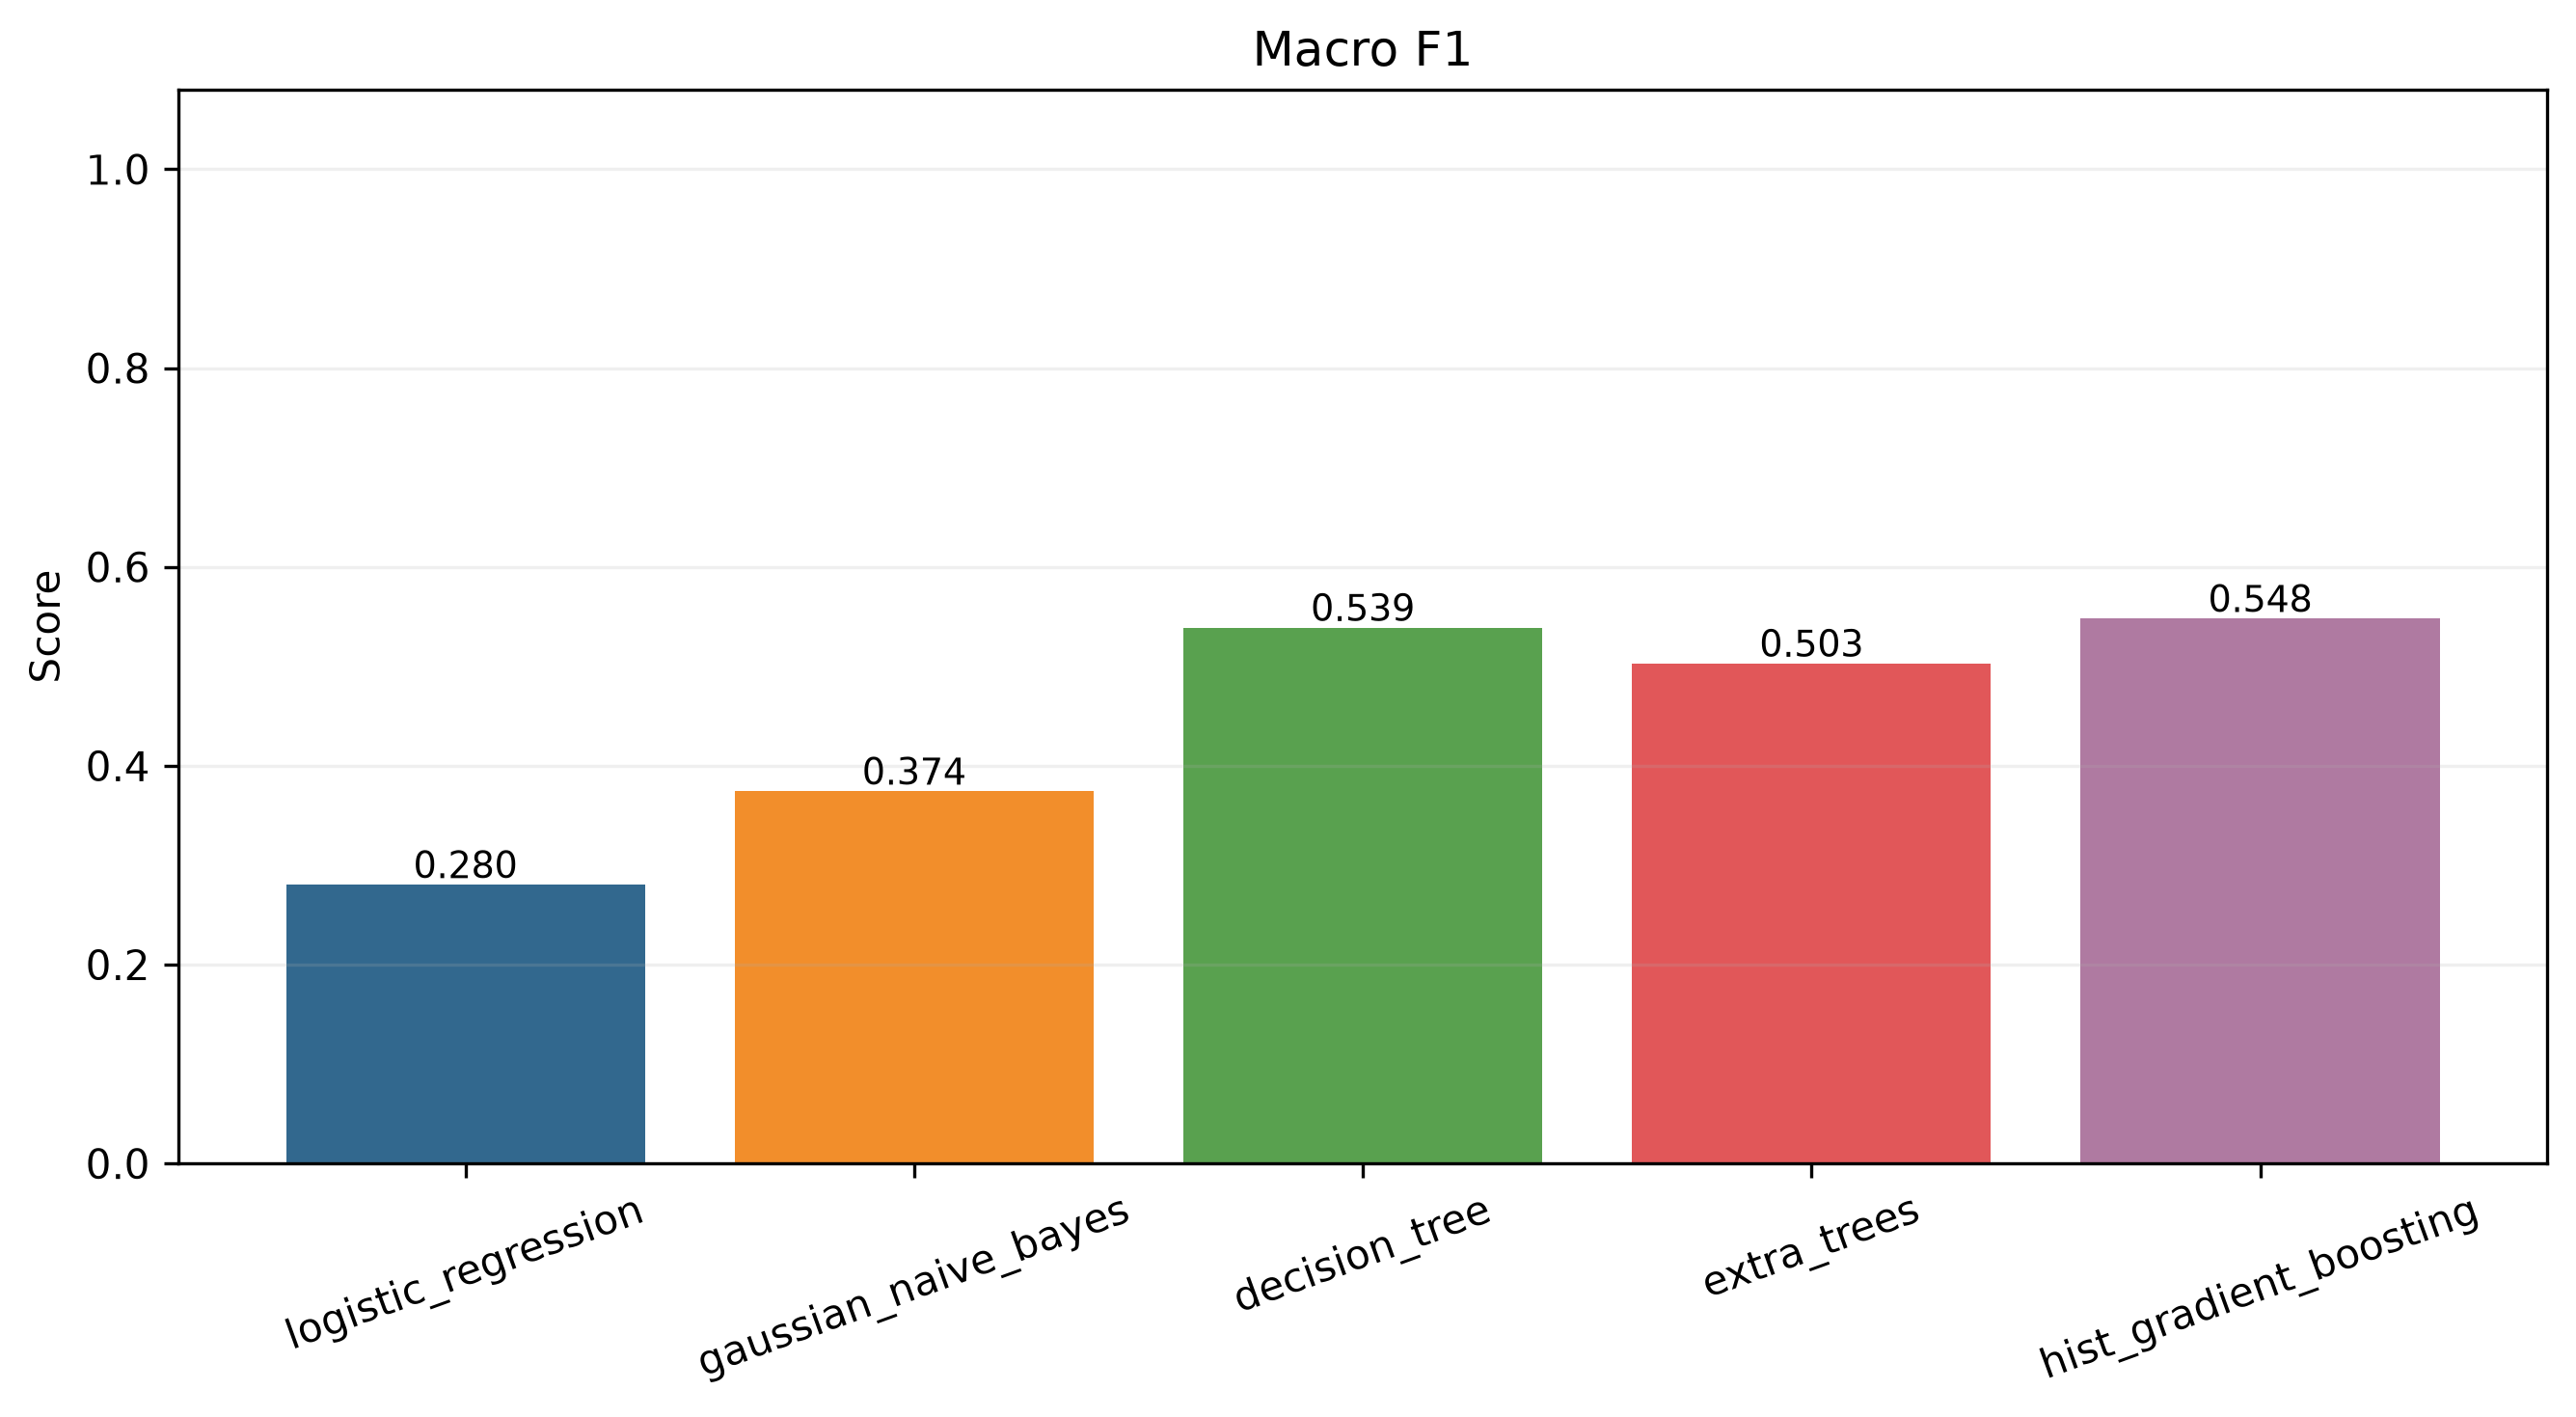 Macro F1
Score
1.0
0.8
0.6
0.4
0.2
0.0
0.280
0.374
0.539
0.503
0.548
logistic_regression
gaussian_naive_bayes
decision_tree
extra_trees
hist_gradient_boosting